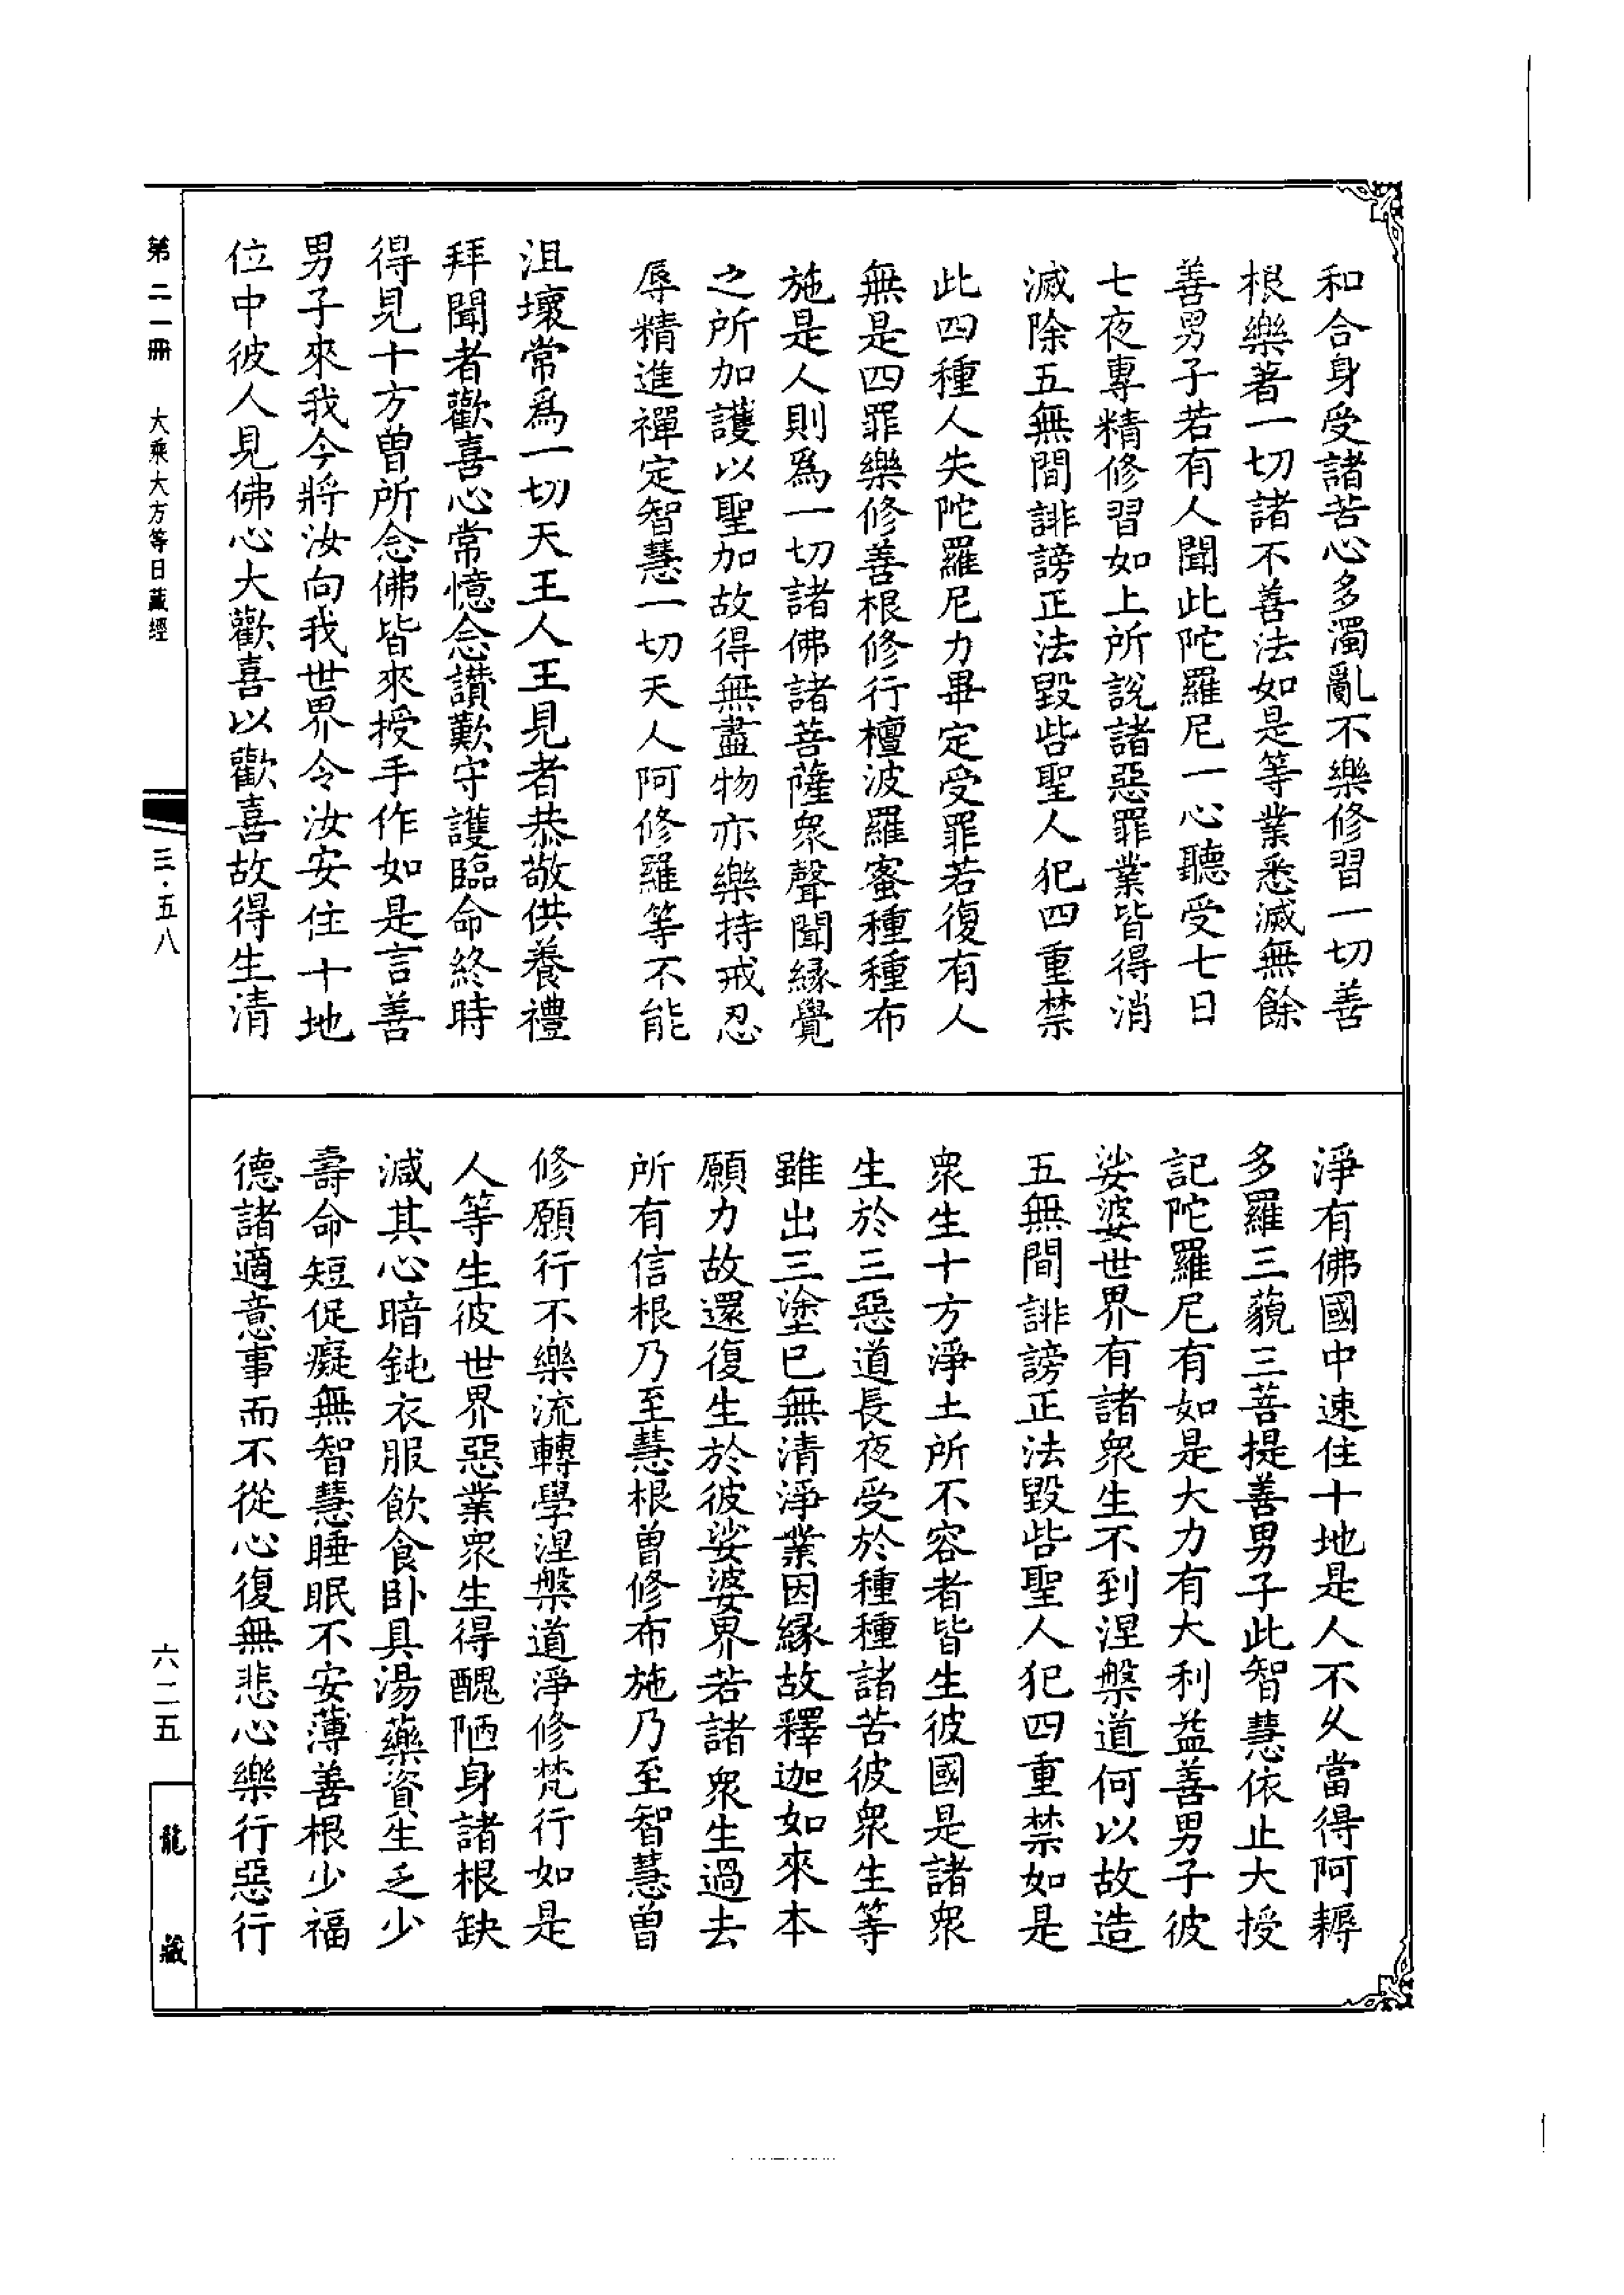 和合身受諸苦心多濁亂不樂修習一切善
根樂著一切諸不善法如是等業悉滅無餘
善男子若有人聞此陀羅尼一心聽受七日
七夜專精修習如上所說諸惡罪業皆得消
滅除五無間誹謗正法毀呰聖人犯四重禁
此四種人失陀羅尼力畢定受罪若復有人
無是四罪樂修善根修行檀波羅蜜種種布
施是人則爲一切諸佛諸菩薩衆聲聞緣覺
之所加護以聖加故得無盡物亦樂持戒忍
辱精進禪定智慧一切天人阿修羅等不能
沮壞常爲一切天王人王見者恭敬供養禮
拜聞者歡喜心常憶念讚歎守護臨命終時
得見十方曾所念佛皆來授手作如是言善
男子來我今將汝向我世界令汝安住十地
位中彼人見佛心大歡喜以歡喜故得生清
淨有佛國中速住十地是人不久當得阿耨
多羅三藐三菩提善男子此智慧依止大授
記陀羅尼有如是大力有大利益善男子彼
娑婆世界有諸衆生不到涅槃道何以故造
五無間誹謗正法毀呰聖人犯四重禁如是
衆生十方淨土所不容者皆生彼國是諸衆
生於三惡道長夜受於種種諸苦彼衆生等
雖出三塗已無清淨業因緣故釋迦如來本
願力故還復生於彼娑婆界若諸衆生過去
所有信根乃至慧根曾修布施乃至智慧曾
修願行不樂流轉學涅槃道淨修梵行如是
人等生彼世界惡業衆生得醜陋身諸根缺
減其心暗鈍衣服飲食臥具湯藥資生乏少
壽命短促癡無智慧睡眠不安薄善根少福
德諸適意事而不從心復無悲心樂行惡行
第二一冊 大乘大方等日藏經
三·五八
六二五
龍藏